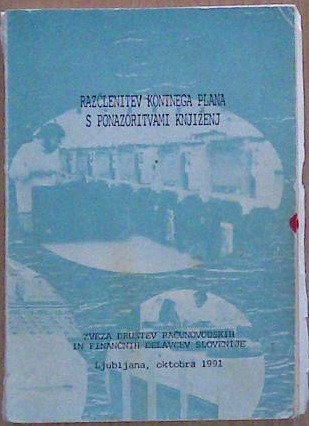 RAZČLENITEV KONTNEGA PLANA
S PONAZORITVAMI KNJIŽENJ
ZVEZA DRUŠTEV RAČUNOVODSKIH
IN FINANČNIH DELAVCEV SLOVENIJE
Ljubljana, oktobra 1991